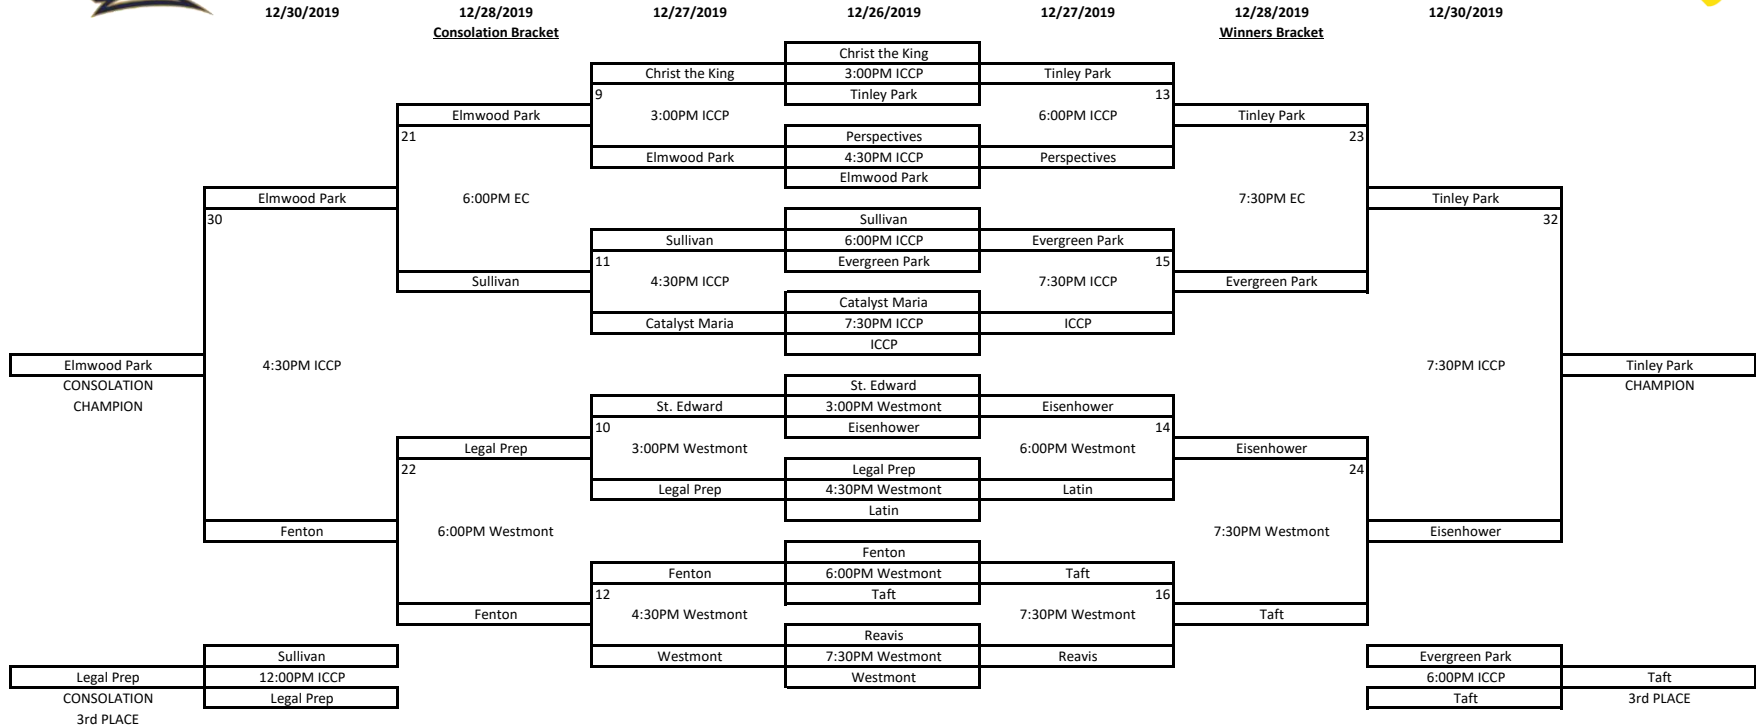 12/30/2019 12/28/2019 12/27/2019 12/26/2019 12/27/2019 12/28/2019 12/30/2019
Consolation Bracket Winners Bracket
Christ the King
Christ the King 3:00PM ICCP Tinley Park
9 Tinley Park 13
Elmwood Park 3:00PM ICCP 6:00PM ICCP Tinley Park
21 Perspectives 23
Elmwood Park 4:30PM ICCP Perspectives
Elmwood Park
Elmwood Park 6:00PM EC 7:30PM EC Tinley Park
30 Sullivan 32
Sullivan 6:00PM ICCP Evergreen Park
11 Evergreen Park 15
Sullivan 4:30PM ICCP 7:30PM ICCP Evergreen Park
Catalyst Maria
Catalyst Maria 7:30PM ICCP ICCP
ICCP
Elmwood Park 4:30PM ICCP 7:30PM ICCP Tinley Park
CONSOLATION St. Edward CHAMPION
CHAMPION St. Edward 3:00PM Westmont Eisenhower
10 Eisenhower 14
Legal Prep 3:00PM Westmont 6:00PM Westmont Eisenhower
22 Legal Prep 24
Legal Prep 4:30PM Westmont Latin
Latin
Fenton 6:00PM Westmont 7:30PM Westmont Eisenhower
Fenton
Fenton 6:00PM Westmont Taft
12 Taft 16
Fenton 4:30PM Westmont 7:30PM Westmont Taft
Reavis
Sullivan Westmont 7:30PM Westmont Reavis Evergreen Park
Legal Prep 12:00PM ICCP Westmont 6:00PM ICCP Taft
CONSOLATION Legal Prep Taft 3rd PLACE
3rd PLACE